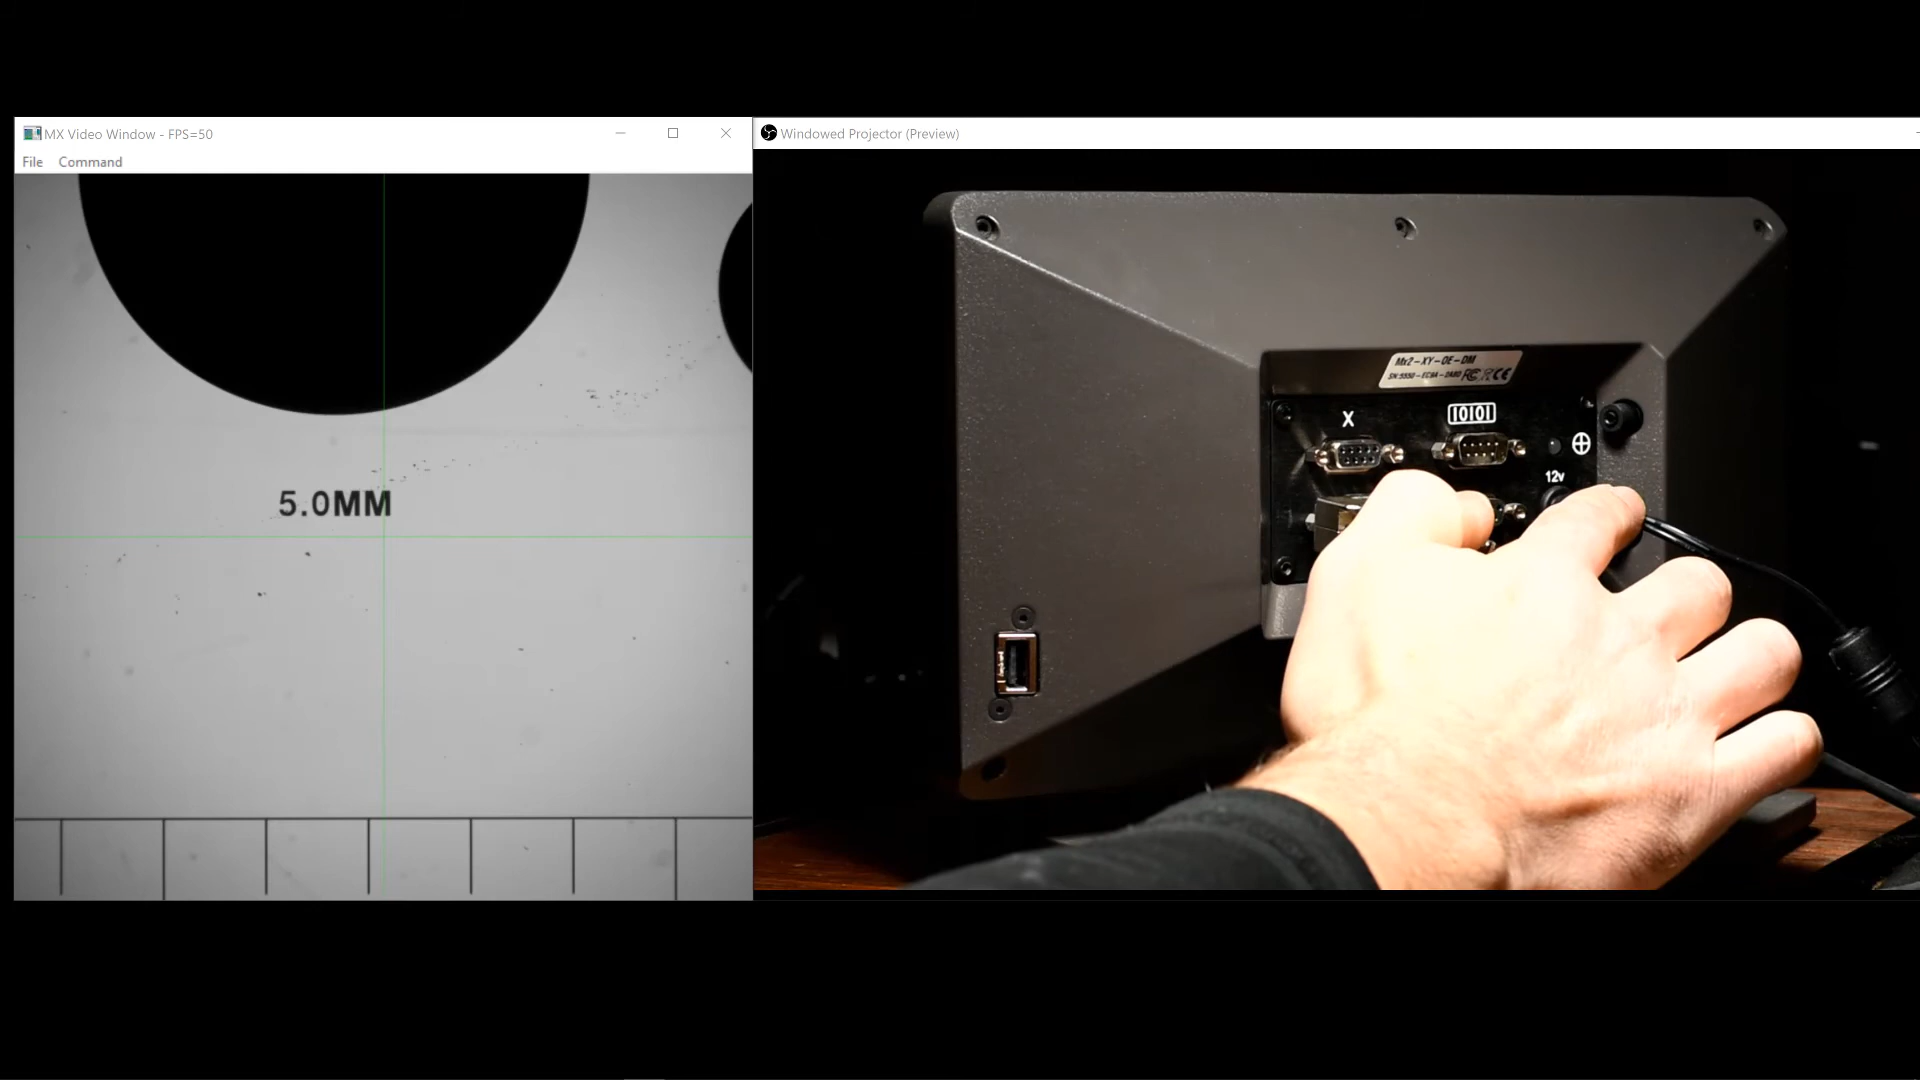 MX Video Window - FPS=50
File Command
5.0MM
Windowed Projector (Preview)
Mx2-XY-OE-DM
X
10101
12v